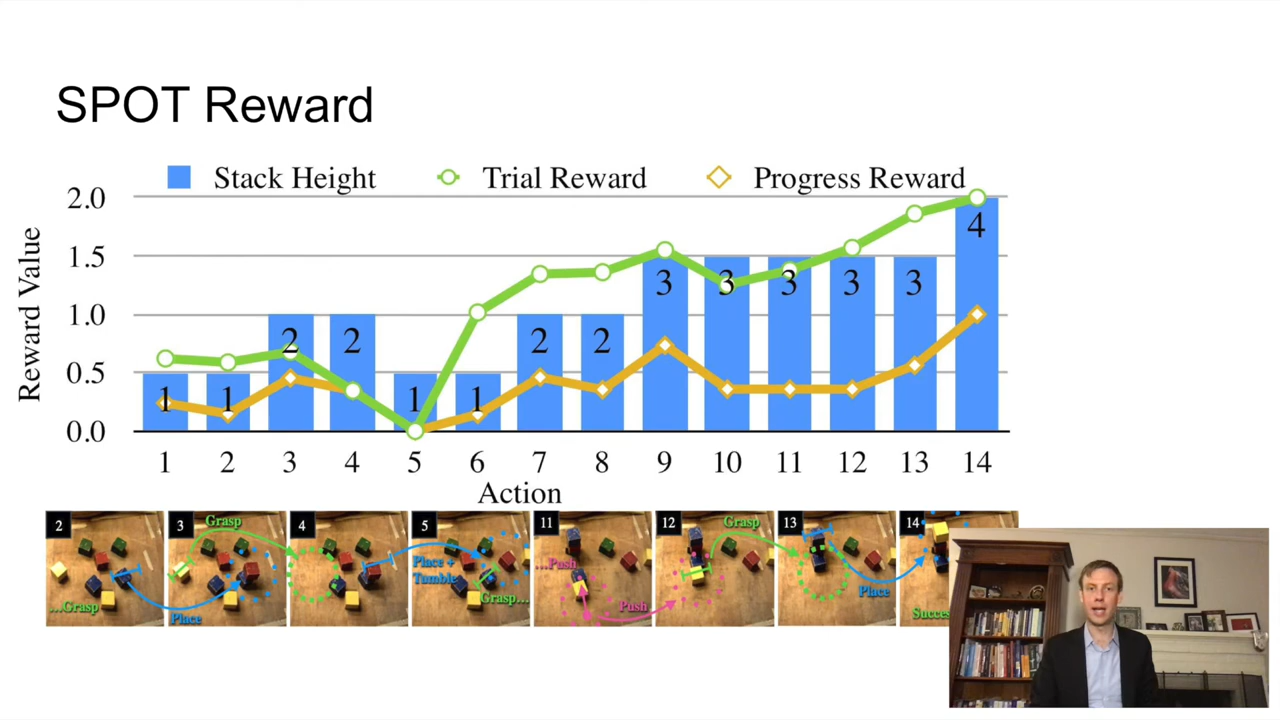 SPOT Reward
Stack Height Trial Reward Progress Reward
Reward Value
2.0
1.5
1.0
0.5
0.0
1 1 2 2 1 1 2 2 3 3 3 3 3 4
1 2 3 4 5 6 7 8 9 10 11 12 13 14
Action
2 3 4 5 11 12 13 14
...Grasp
Grasp
Place
Place +
Tumble
Grasp...
...Push
Push
Grasp
Place